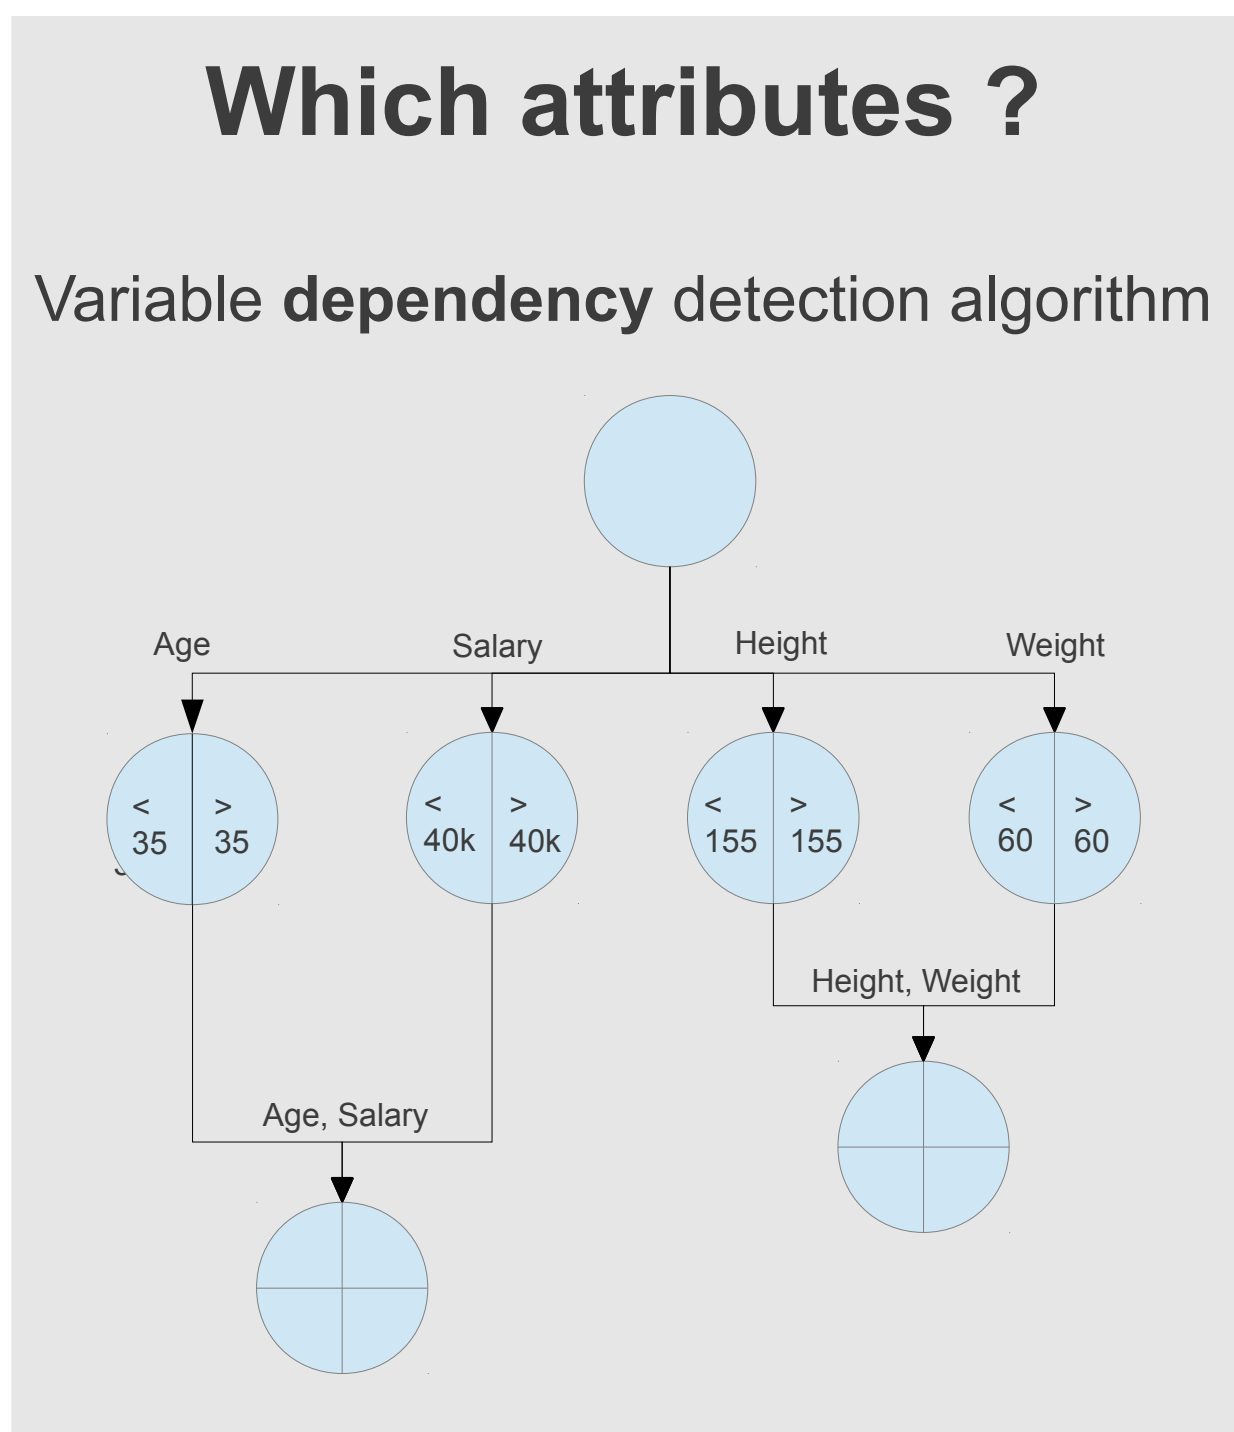 Which attributes ?
Variable dependency detection algorithm
Age
Salary
Height
Weight
<
35
>
35
<
40k
>
40k
<
155
>
155
<
60
>
60
Height, Weight
Age, Salary